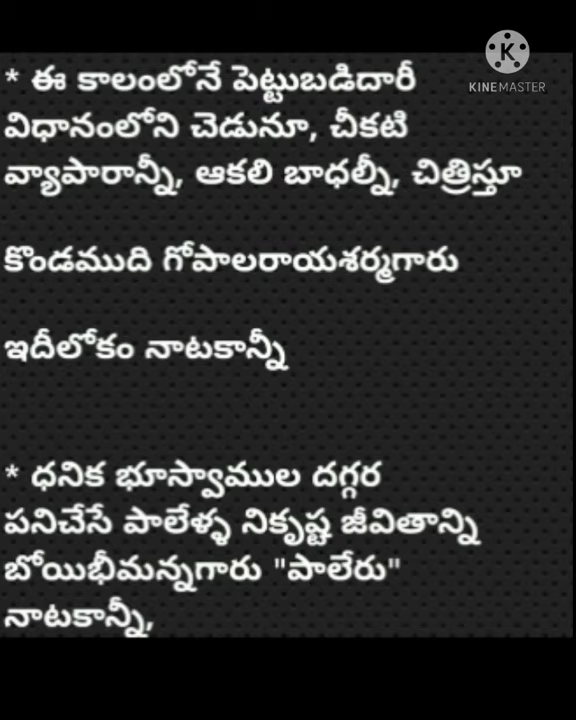 KINEMASTER
* ఈ కాలంలోనే పెట్టుబడిదారీ
విధానంలోని చెడునూ, చీకటి
వ్యాపారాన్నీ, ఆకలి బాధల్నీ, చిత్రిస్తూ
కొండముది గోపాలరాయశర్మగారు
ఇదీలోకం నాటకాన్నీ
* ధనిక భూస్వాముల దగ్గర
పనిచేసే పాలేళ్ళ నికృష్ట జీవితాన్ని
బోయిభీమన్నగారు "పాలేరు"
నాటకాన్నీ,